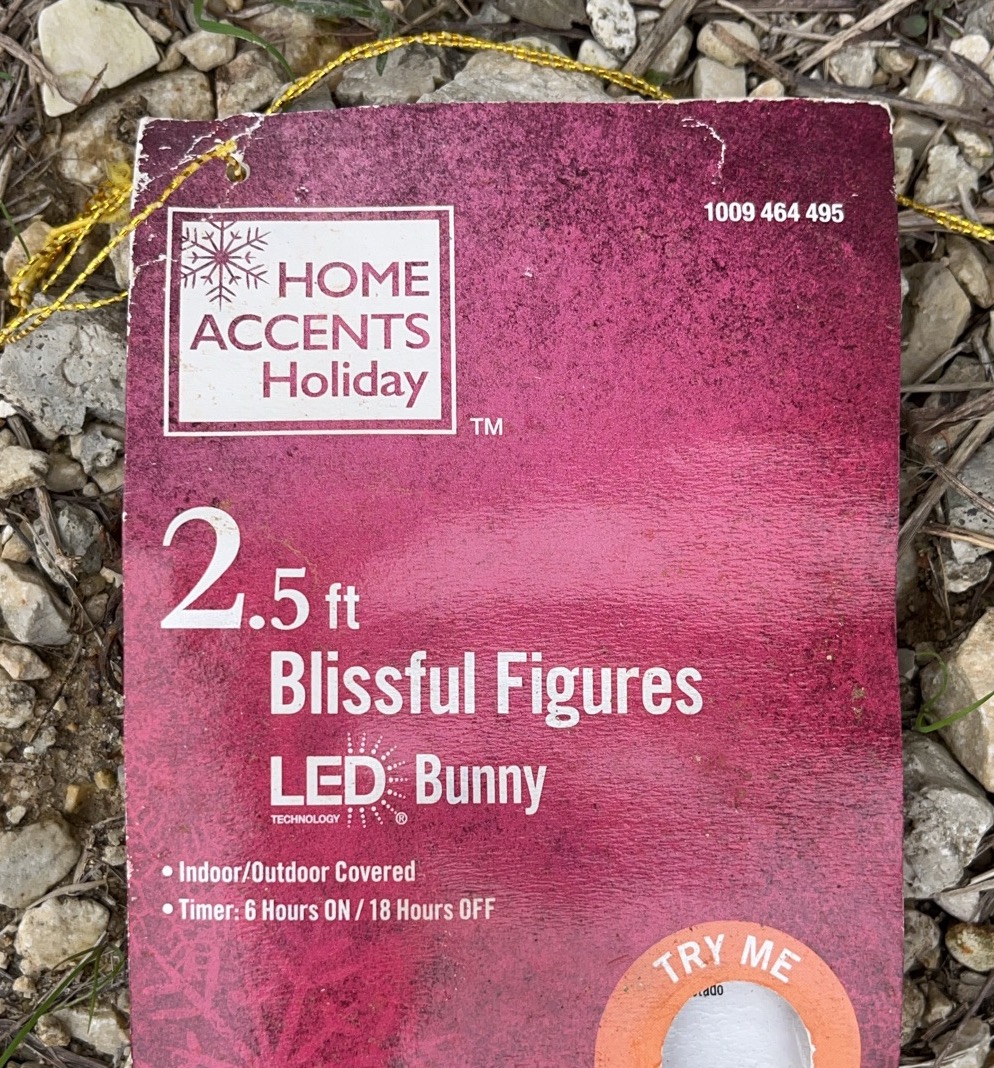 1009 464 495
HOME
ACCENTS
Holiday
TM
2.5 ft
Blissful Figures
LED Bunny
TECHNOLOGY ®
• Indoor/Outdoor Covered
• Timer: 6 Hours ON / 18 Hours OFF
TRY ME